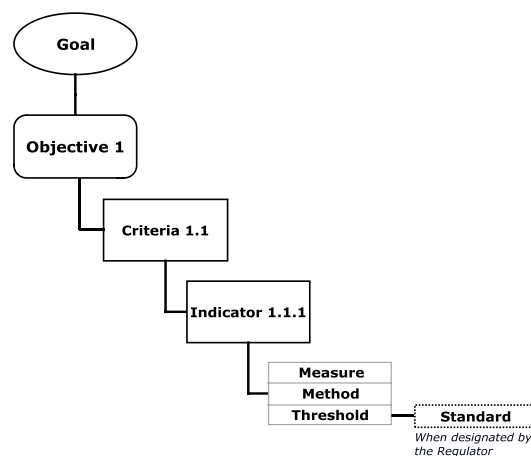 Goal
Objective 1
Criteria 1.1
Indicator 1.1.1
Measure
Method
Threshold
Standard
When designated by
the Regulator